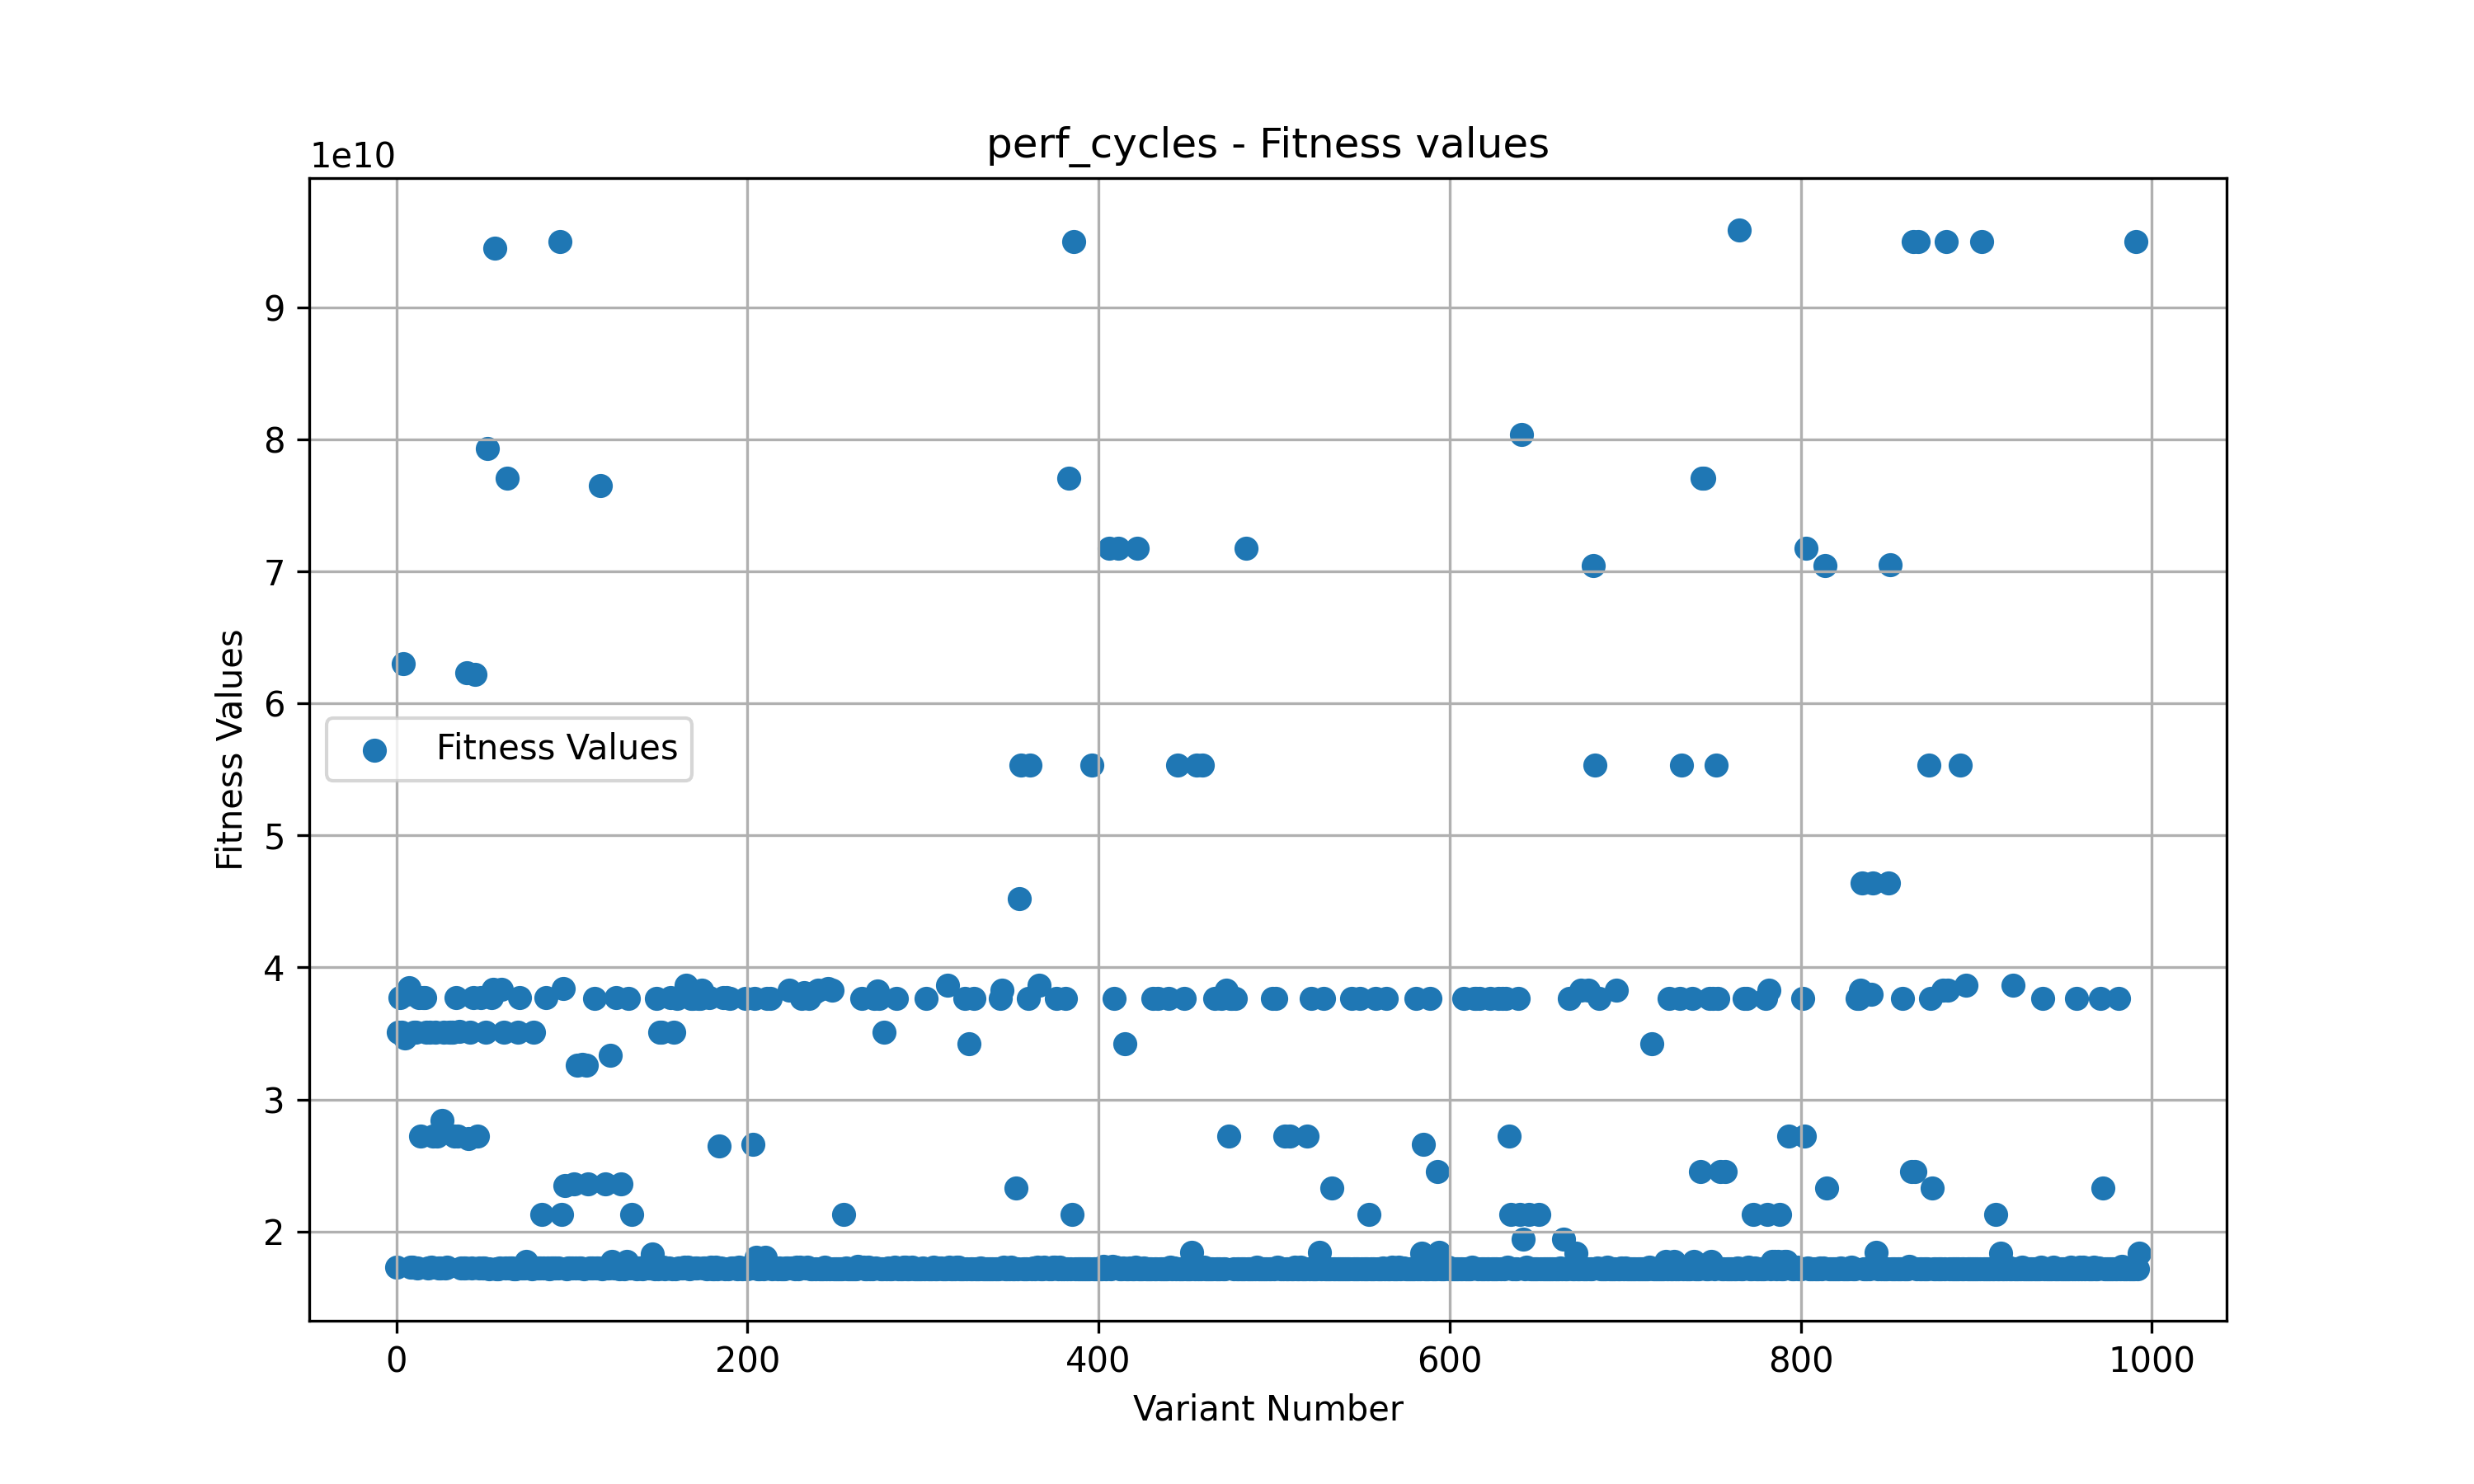 perf_cycles - Fitness values
1e10
9
8
7
6
5
4
3
2
Fitness Values
Fitness Values
0 200 400 600 800 1000
Variant Number